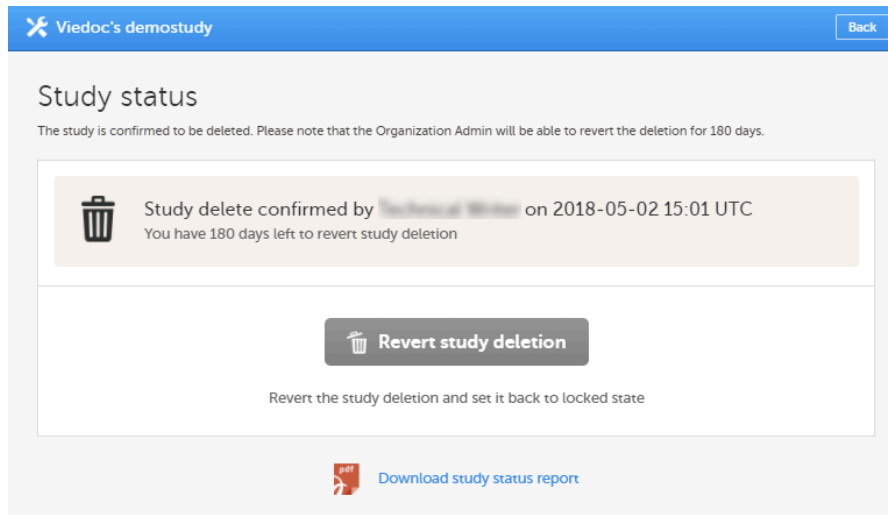 Viedoc's demostudy
Back
Study status
The study is confirmed to be deleted. Please note that the Organization Admin will be able to revert the deletion for 180 days.
Study delete confirmed by on 2018-05-02 15:01 UTC
You have 180 days left to revert study deletion
Revert study deletion
Revert the study deletion and set it back to locked state
pdf
Download study status report